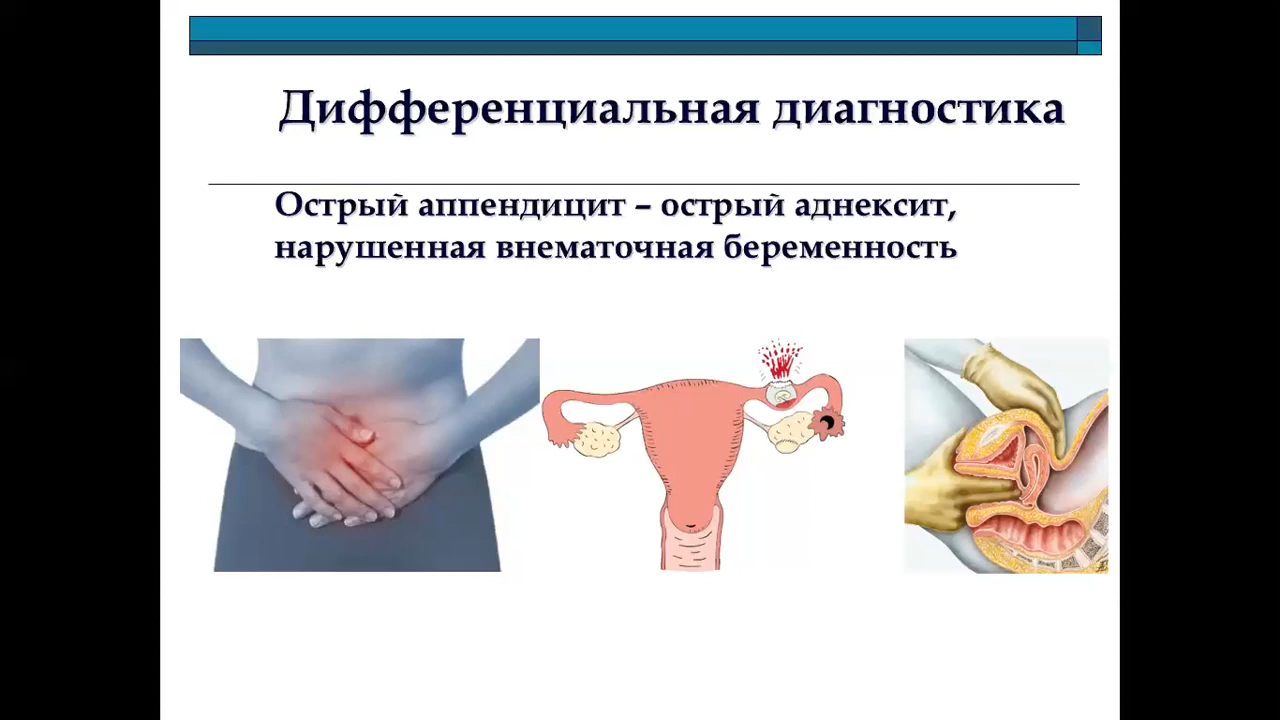 Дифференциальная диагностика
Острый аппендицит – острый аднексит,
нарушенная внематочная беременность